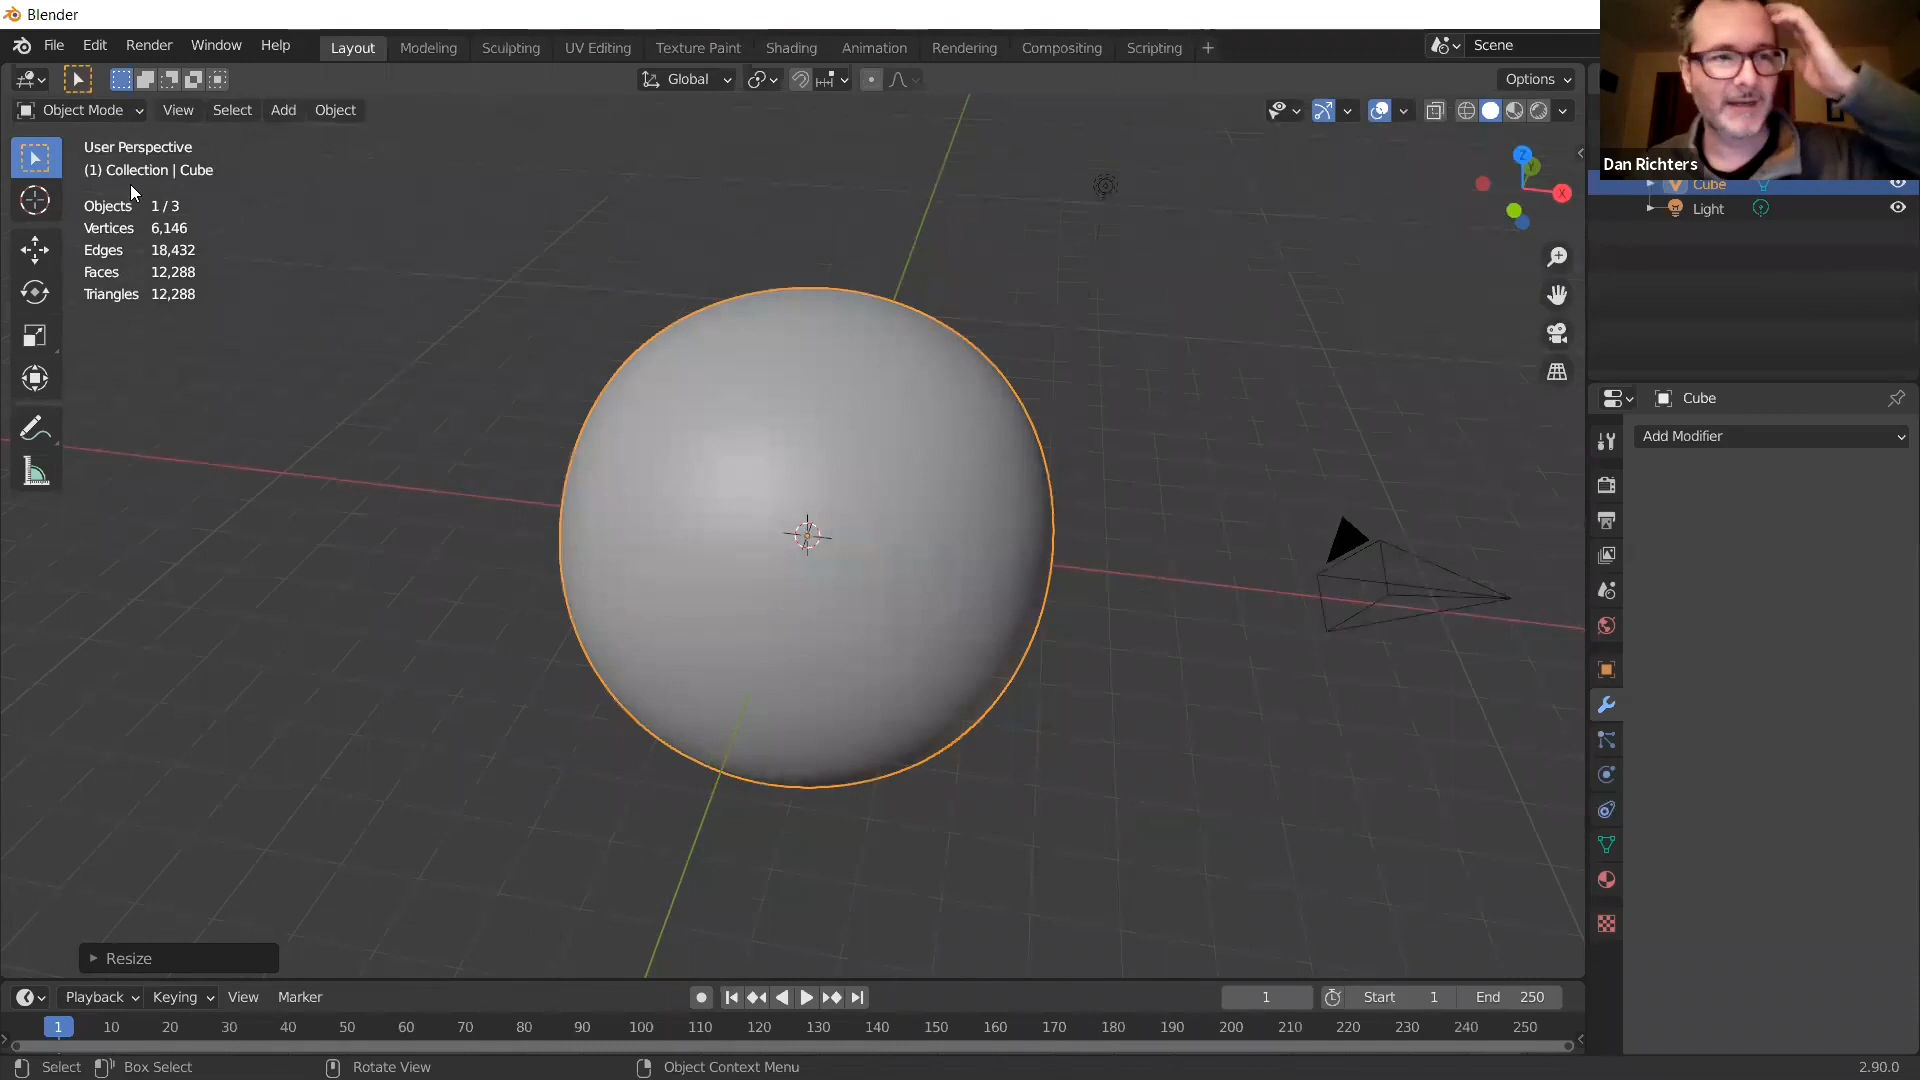 Blender
File Edit Render Window Help
Layout Modeling Sculpting UV Editing Texture Paint Shading Animation Rendering Compositing Scripting +
Scene
Global
Options
Object Mode View Select Add Object
User Perspective
(1) Collection | Cube
Objects 1 / 3
Vertices 6,146
Edges 18,432
Faces 12,288
Triangles 12,288
Z
Y
X
Dan Richters
Cube
Light
Cube
Add Modifier
Resize
Playback Keying View Marker
1
Start 1
End 250
1 10 20 30 40 50 60 70 80 90 100 110 120 130 140 150 160 170 180 190 200 210 220 230 240 250
Select Box Select Rotate View Object Context Menu 2.90.0